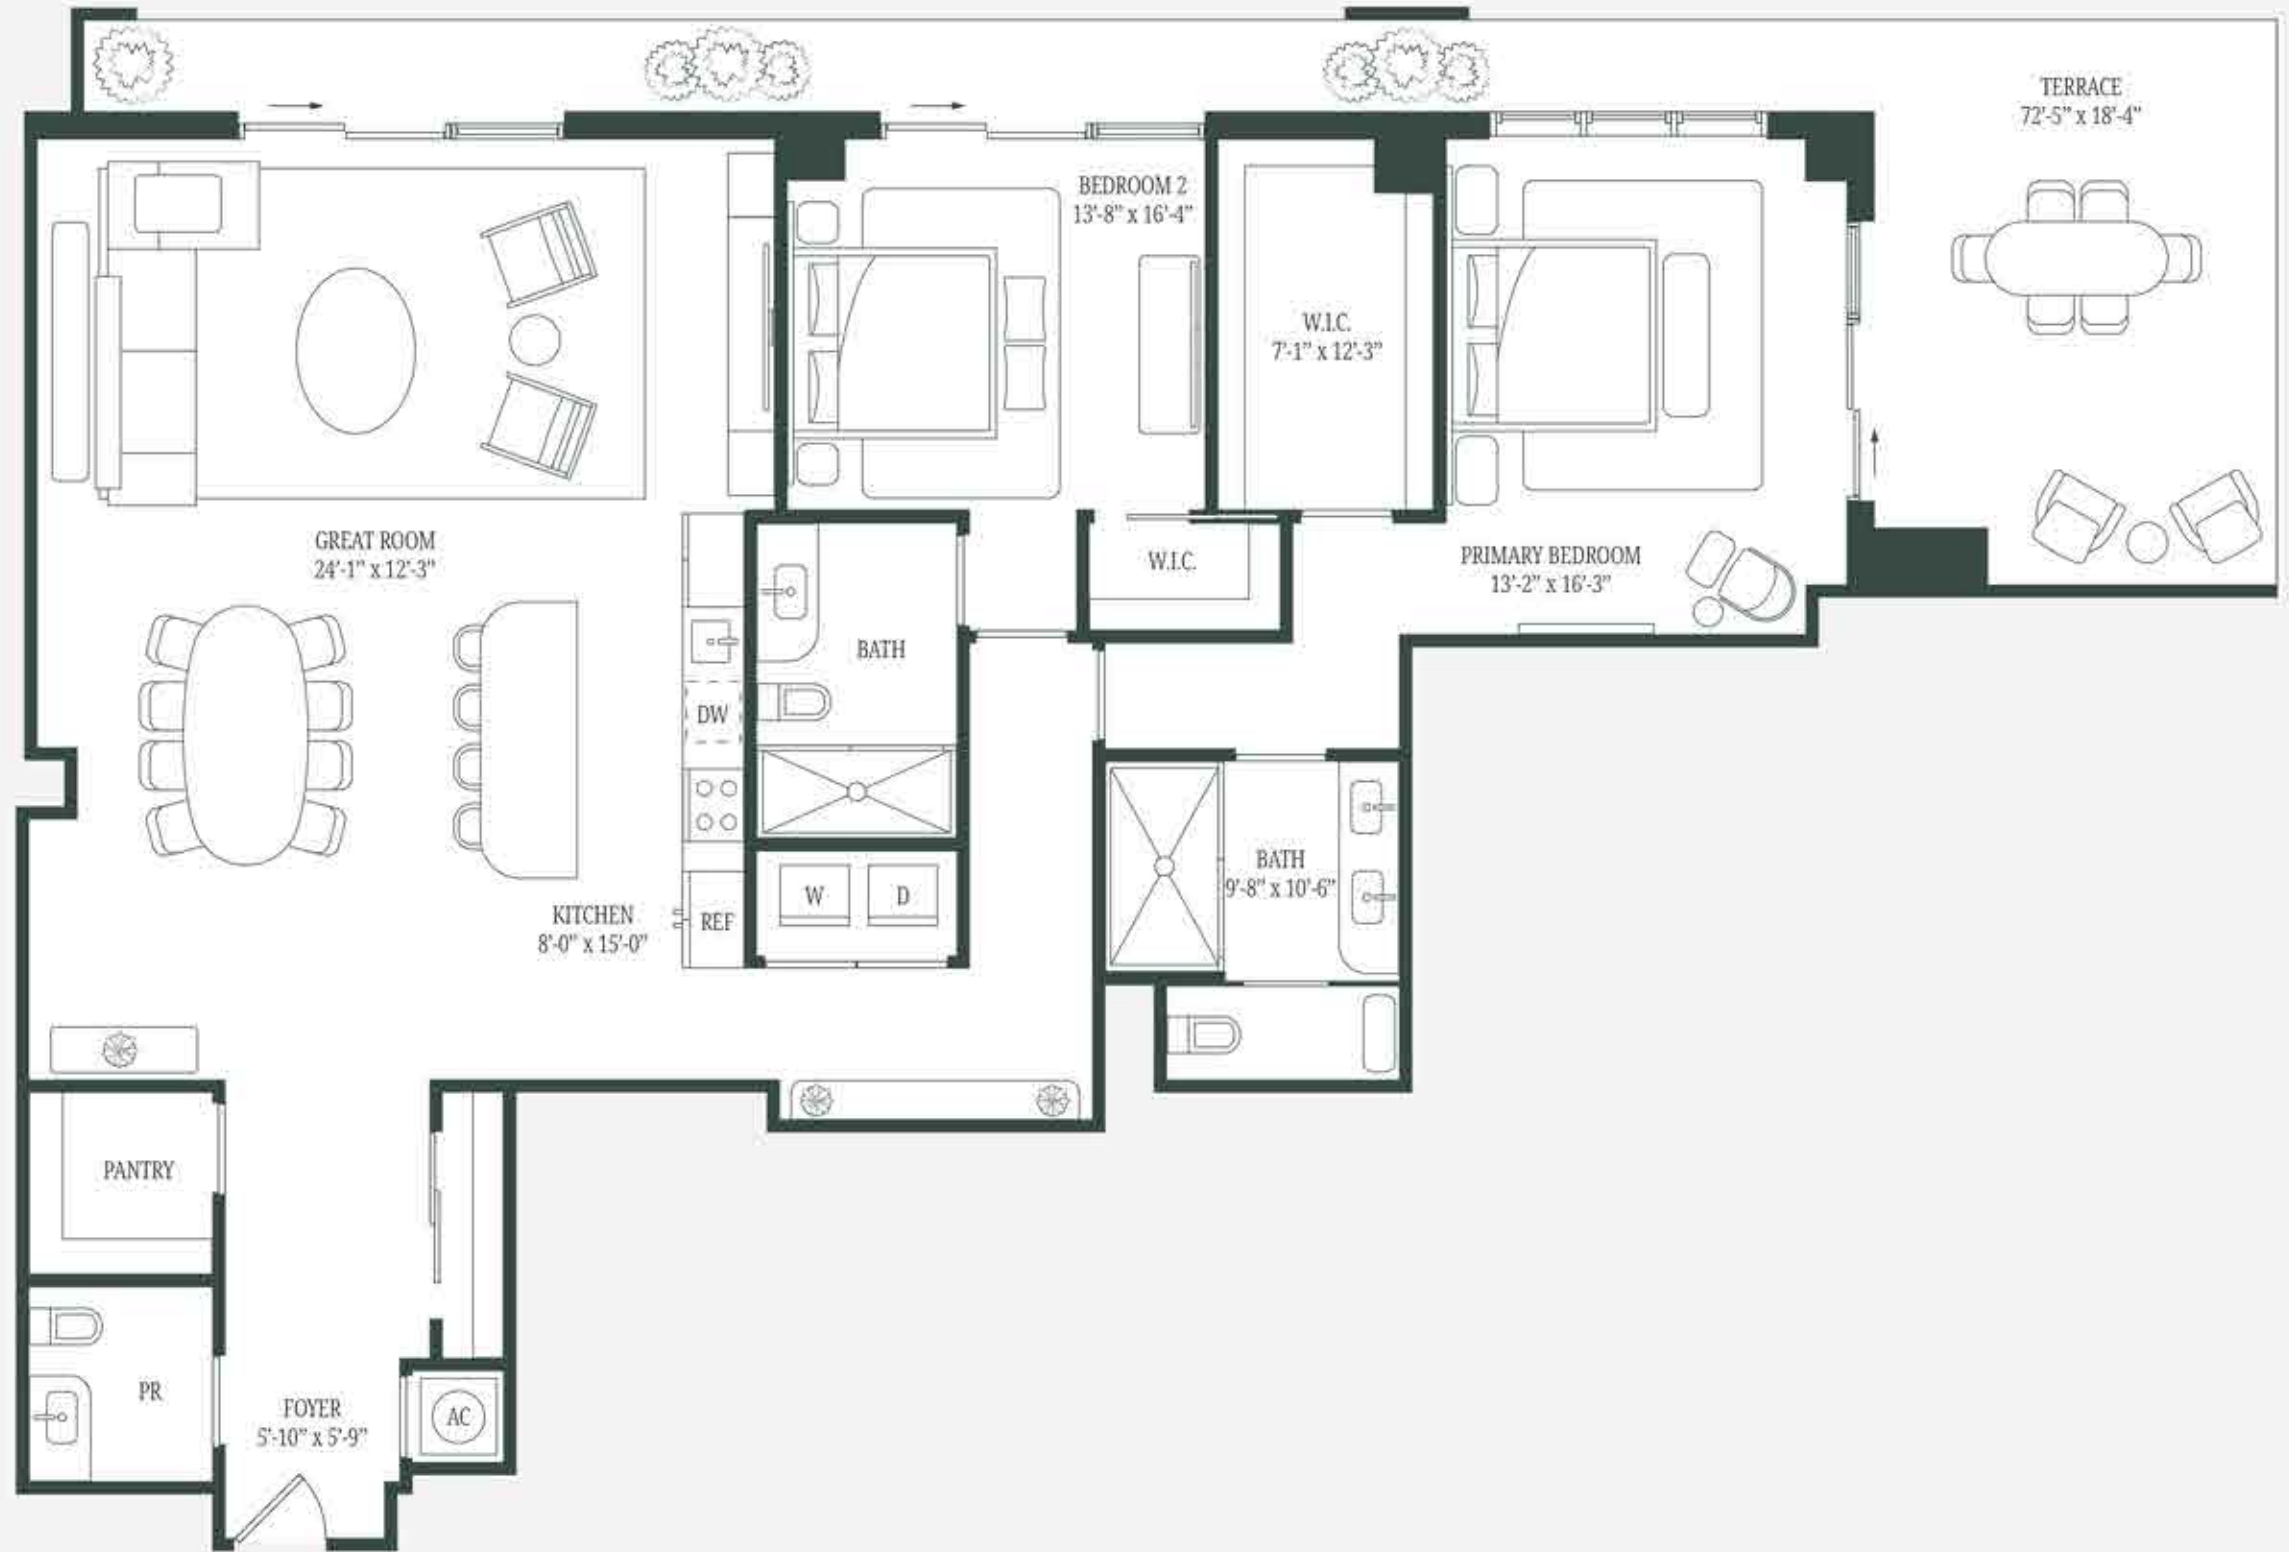 TERRACE
72'-5" x 18'-4"
BEDROOM 2
13'-8" x 16'-4"
W.I.C.
7'-1" x 12'-3"
GREAT ROOM
24'-1" x 12'-3"
W.I.C.
PRIMARY BEDROOM
13'-2" x 16'-3"
BATH
DW
BATH
9'-8" x 10'-6"
W
D
KITCHEN
8'-0" x 15'-0"
REF
PANTRY
PR
FOYER
5'-10" x 5'-9"
AC